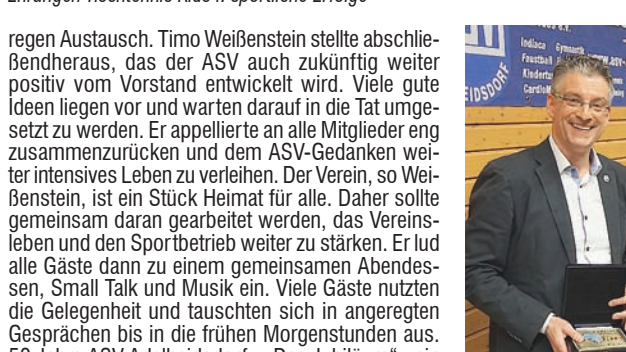 regen Austausch. Timo Weißenstein stellte abschlie-
ßendheraus, das der ASV auch zukünftig weiter
positiv vom Vorstand entwickelt wird. Viele gute
Ideen liegen vor und warten darauf in die Tat umge-
setzt zu werden. Er appellierte an alle Mitglieder eng
zusammenzurücken und dem ASV-Gedanken wei-
ter intensives Leben zu verleihen. Der Verein, so Wei-
ßenstein, ist ein Stück Heimat für alle. Daher sollte
gemeinsam daran gearbeitet werden, das Vereins-
leben und den Sportbetrieb weiter zu stärken. Er lud
alle Gäste dann zu einem gemeinsamen Abendes-
sen, Small Talk und Musik ein. Viele Gäste nutzten
die Gelegenheit und tauschten sich in angeregten
Gesprächen bis in die frühen Morgenstunden aus.
Indiaca Gymnastik
Faustball